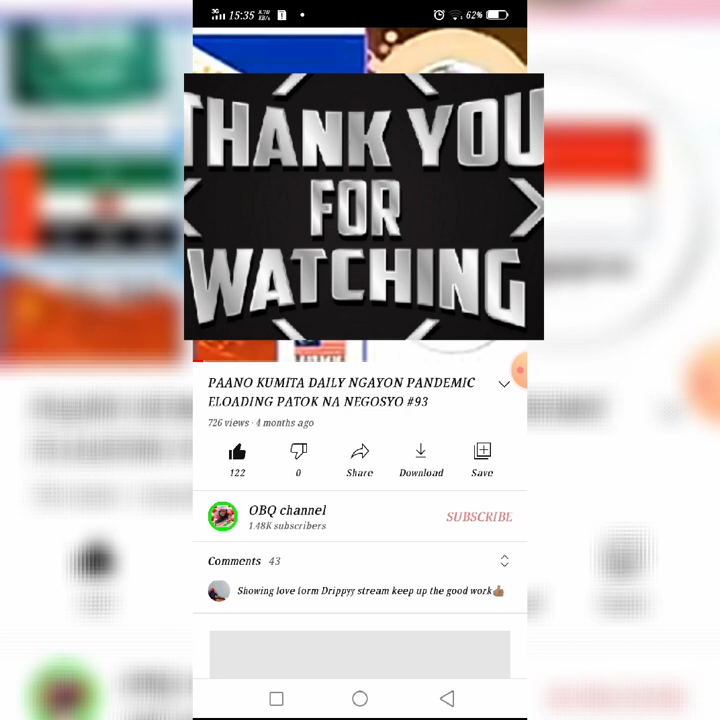 3G 15:35 62%
THANK YOU
FOR
WATCHING
PAANO KUMITA DAILY NGAYON PANDEMIC
ELOADING PATOK NA NEGOSYO #93
726 views · 4 months ago
122 0 Share Download Save
OBQ channel
1.48K subscribers
SUBSCRIBE
Comments 43
Showing love form Drippyy stream keep up the good work👍🏽